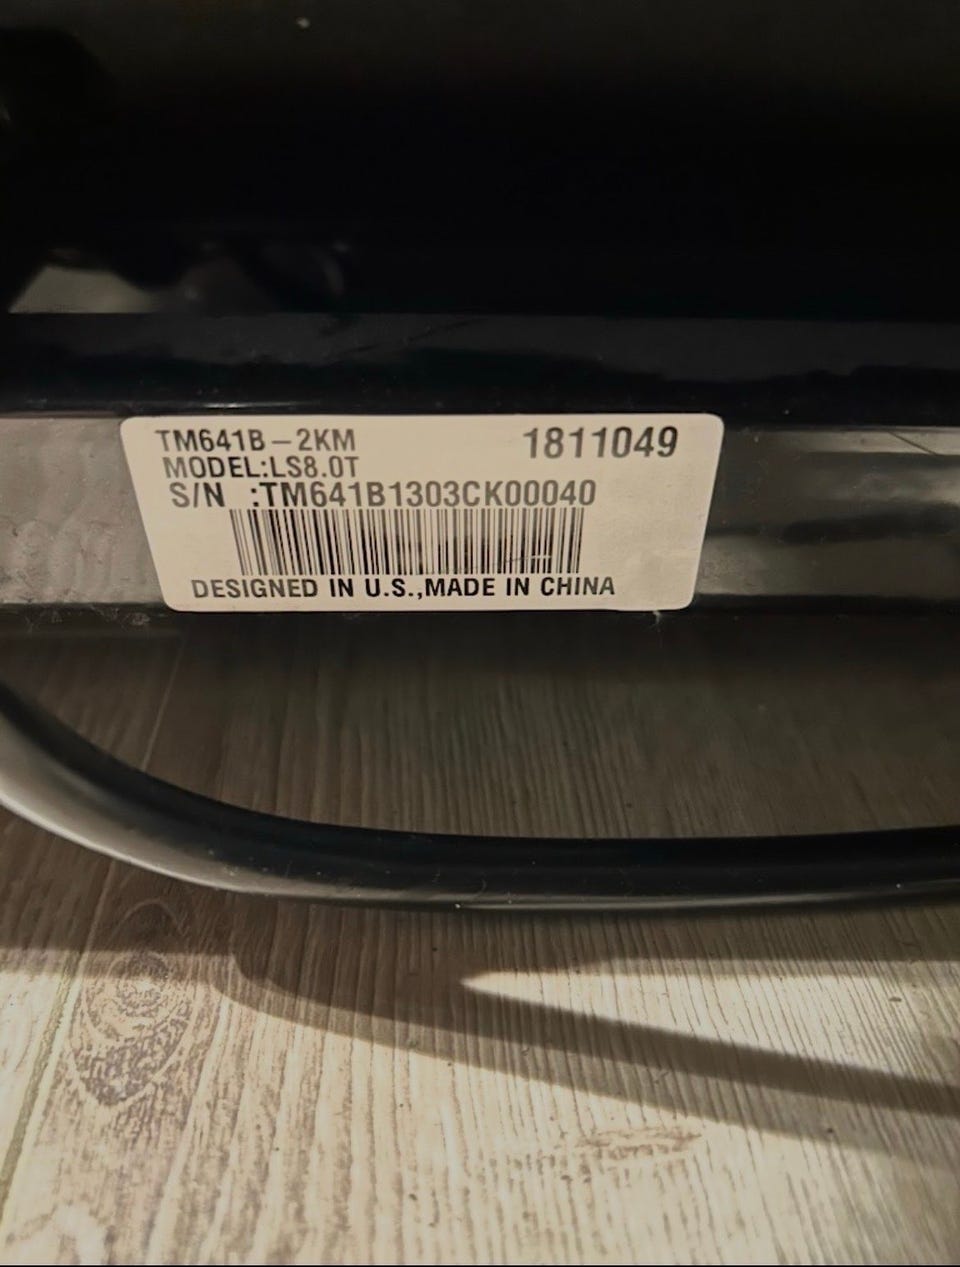 TM641B-2KM 1811049
MODEL:LS8.0T
S/N :TM641B1303CK00040
DESIGNED IN U.S.,MADE IN CHINA